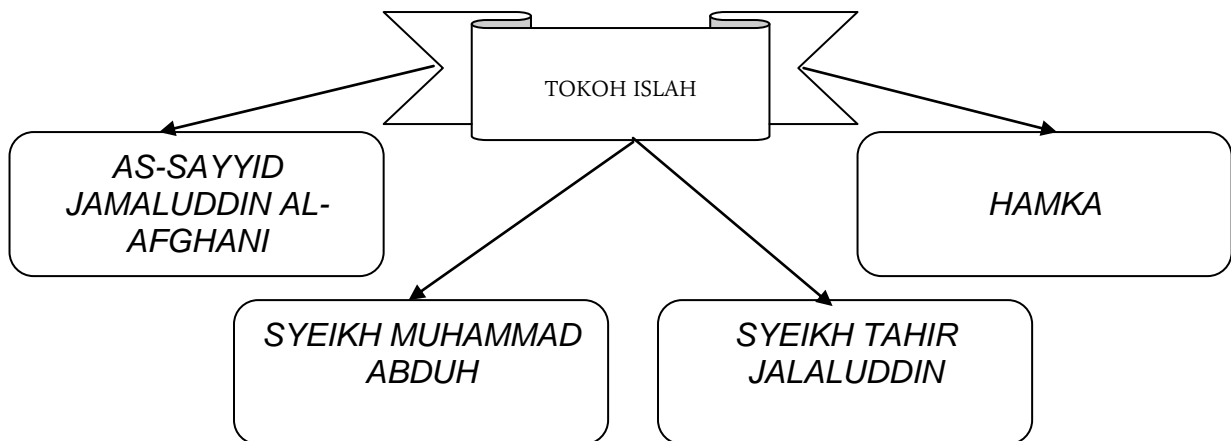 TOKOH ISLAH
AS-SAYYID
JAMALUDDIN AL-
AFGHANI
HAMKA
SYEIKH MUHAMMAD
ABDUH
SYEIKH TAHIR
JALALUDDIN